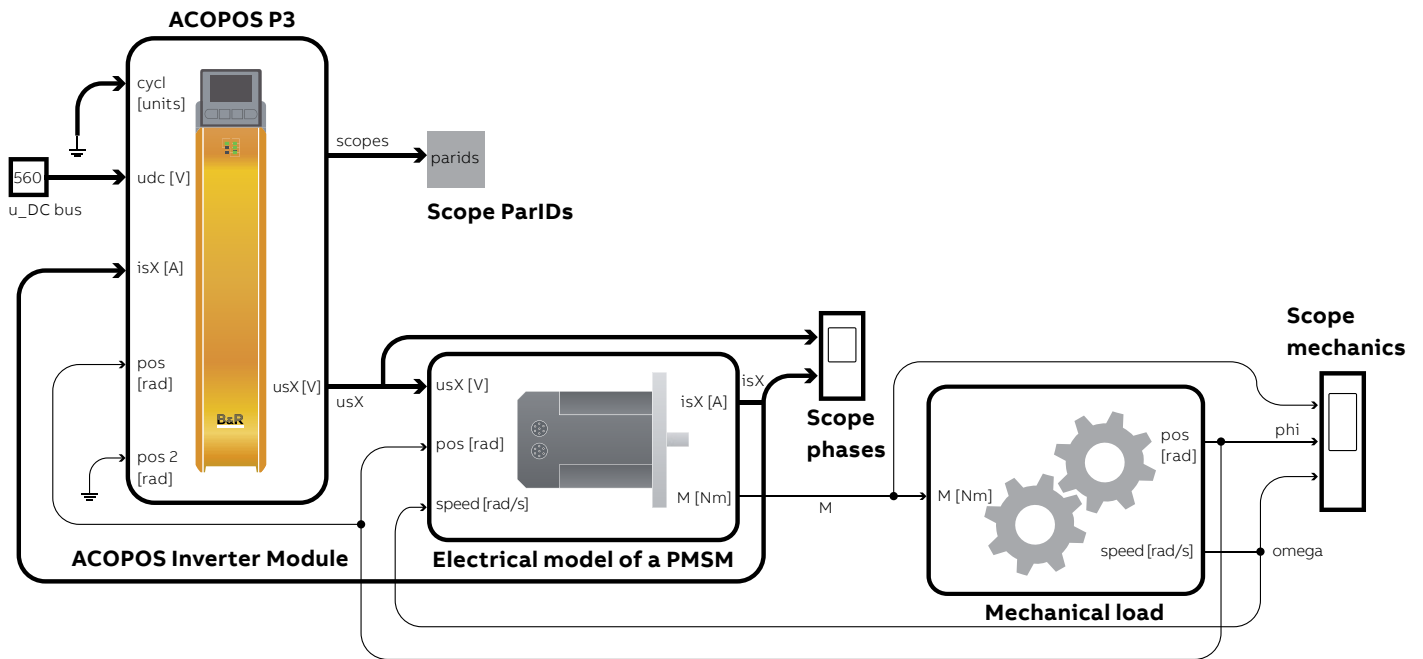 ACOPOS P3
cycl
[units]
560
u_DC bus
udc [V]
isX [A]
pos
[rad]
pos 2
[rad]
usX [V]
B&R
ACOPOS Inverter Module
scopes
parids
Scope ParIDs
usX
usX [V]
pos [rad]
speed [rad/s]
isX [A]
M [Nm]
Electrical model of a PMSM
isX
Scope
phases
M
M [Nm]
pos
[rad]
speed [rad/s]
Mechanical load
phi
omega
Scope
mechanics